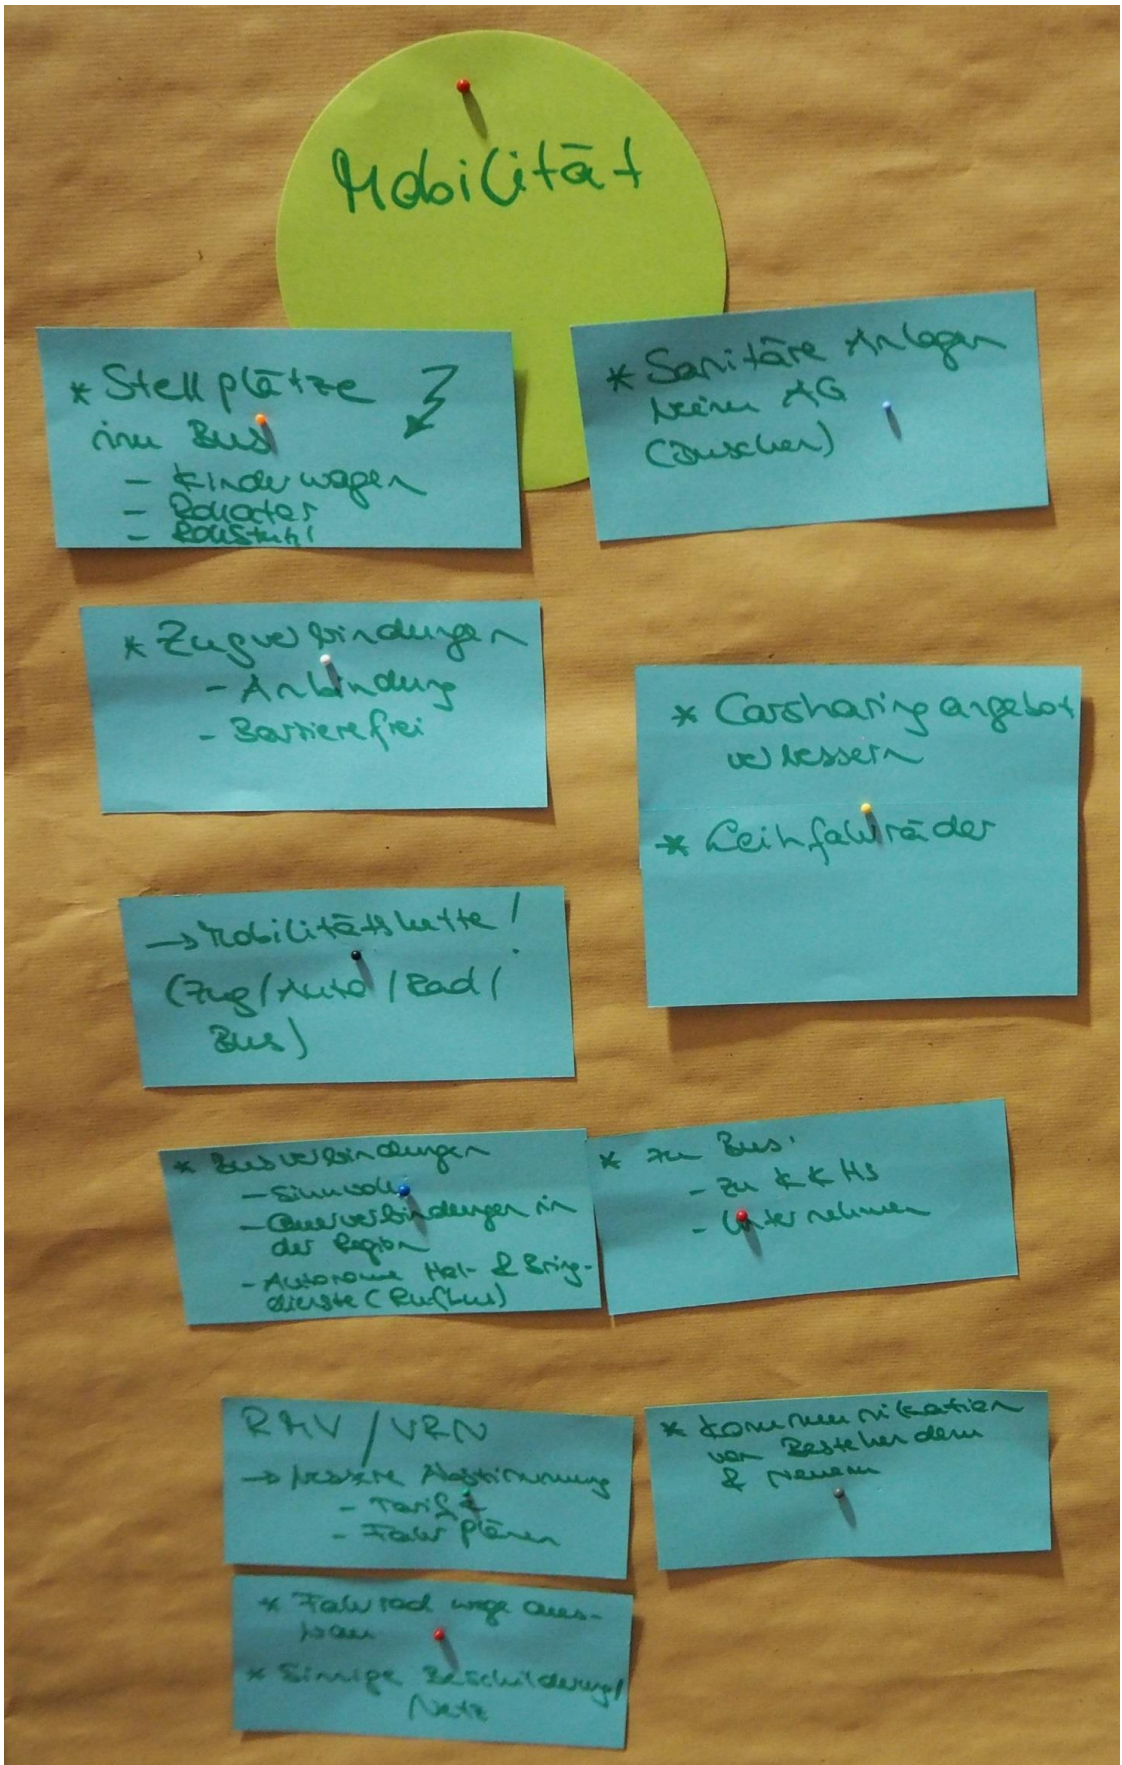 Mobilität
* Stellplätze
im Bus
- Kinderwagen
- Rollator
- Rollstuhl
* Sanitäre Anlagen
beim AG
(Duschen)
* Zugverbindungen
- Anbindung
- Barrierefrei
* Carsharingangebot
verbessern
* Leihfahrräder
→ Mobilitätskette!
(Zug/Auto/Rad/
Bus)
* Busverbindungen
- Sinnvoll
- Querverbindungen in
der Region
- Autonome Hol- & Bring-
dienste (Rufbus)
* zu Bus:
- zu KKHs
- Unternehmen
RMV / VRN
→ bessere Abstimmung
- Tarife
- Fahrpläne
* Kommunikation
von Bestehendem
& Neuem
* Fahrradwege aus-
bauen
* Sinnige Beschilderung/
Netz